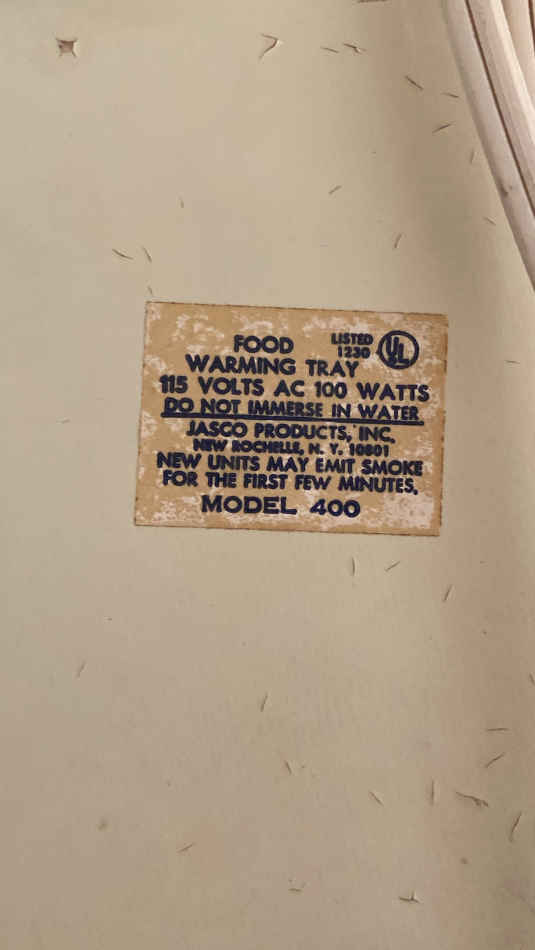 FOOD
WARMING TRAY
LISTED
1230 UL
115 VOLTS AC 100 WATTS
DO NOT IMMERSE IN WATER
JASCO PRODUCTS, INC.
NEW ROCHELLE, N. Y. 10801
NEW UNITS MAY EMIT SMOKE
FOR THE FIRST FEW MINUTES.
MODEL 400